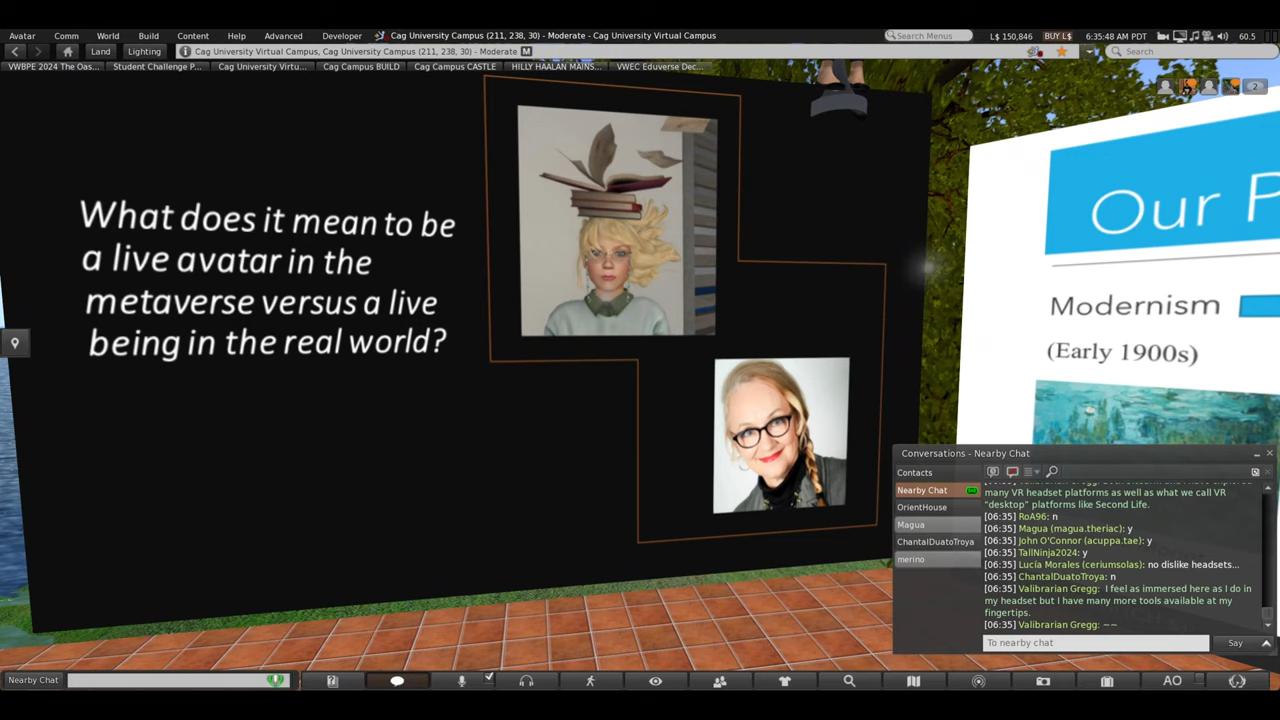 Avatar Comm World Build Content Help Advanced Developer Cag University Campus (211, 238, 30) - Moderate - Cag University Virtual Campus Search Menus L$ 150,846 BUY L$ 6:35:48 AM PDT 60.5
Land Lighting Cag University Virtual Campus, Cag University Campus (211, 238, 30) - Moderate M Search
VWBPE 2024 The Oas... Student Challenge P... Cag University Virtu... Cag Campus BUILD Cag Campus CASTLE HILLY HAALAN MAINS... VWEC Eduverse Dec...
2
What does it mean to be
a live avatar in the
metaverse versus a live
being in the real world?
Our P
Modernism
(Early 1900s)
Conversations - Nearby Chat
Contacts
Nearby Chat
OrientHouse
Magua
ChantalDuatoTroya
merino
many VR headset platforms as well as what we call VR
"desktop" platforms like Second Life.
[06:35] RoA96: n
[06:35] Magua (magua.theriac): y
[06:35] John O'Connor (acuppa.tae): y
[06:35] TallNinja2024: y
[06:35] Lucía Morales (ceriumsolas): no dislike headsets...
[06:35] ChantalDuatoTroya: n
[06:35] Valibrarian Gregg: I feel as immersed here as I do in
my headset but I have many more tools available at my
fingertips.
[06:35] Valibrarian Gregg: ~~
To nearby chat Say
Nearby Chat AO